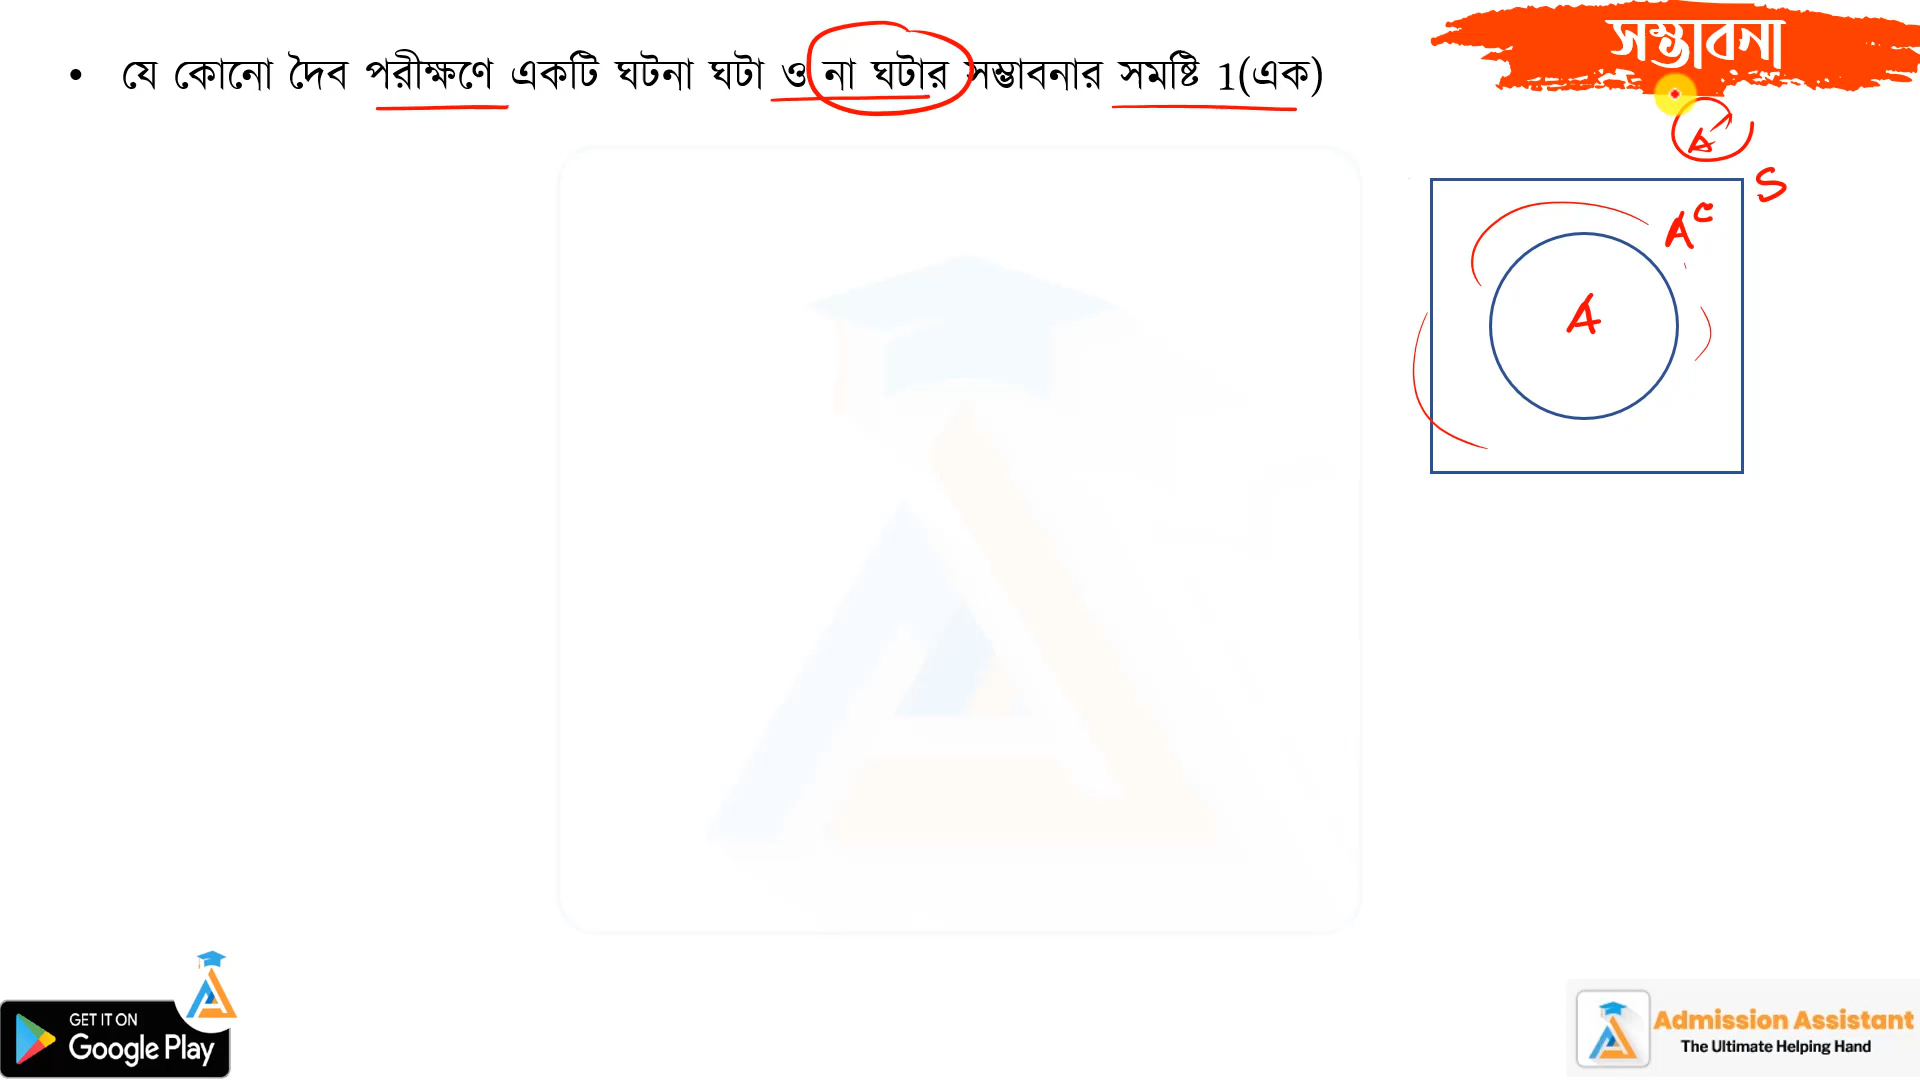 সম্ভাবনা
• যে কোনো দৈব পরীক্ষণে একটি ঘটনা ঘটা ও না ঘটার সম্ভাবনার সমষ্টি 1(এক)
A'
S
Aᶜ
A
GET IT ON
Google Play
Admission Assistant
The Ultimate Helping Hand